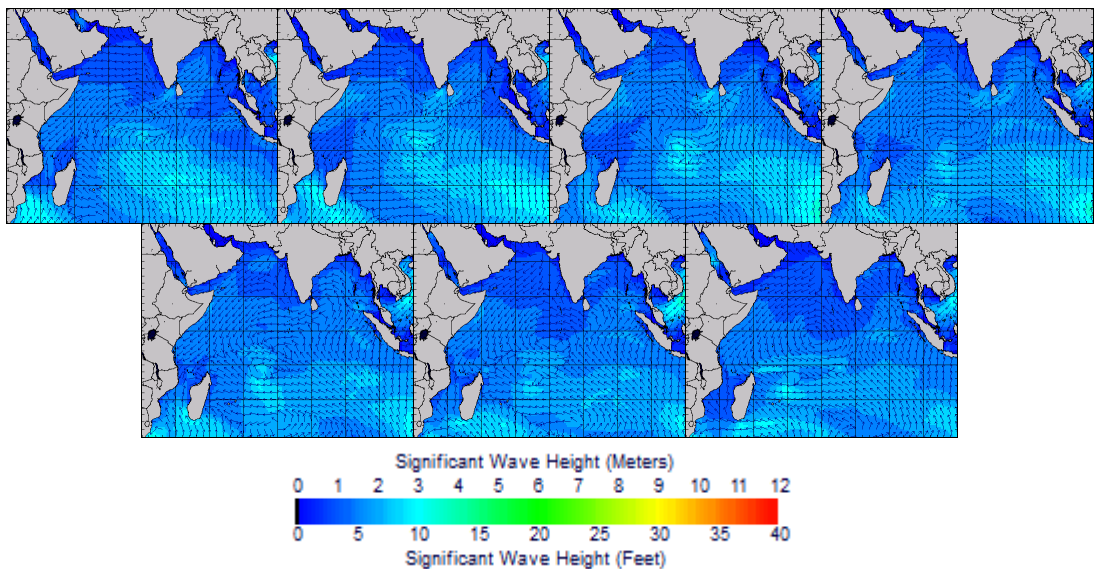 Significant Wave Height (Meters)
0 1 2 3 4 5 6 7 8 9 10 11 12
0 5 10 15 20 25 30 35 40
Significant Wave Height (Feet)